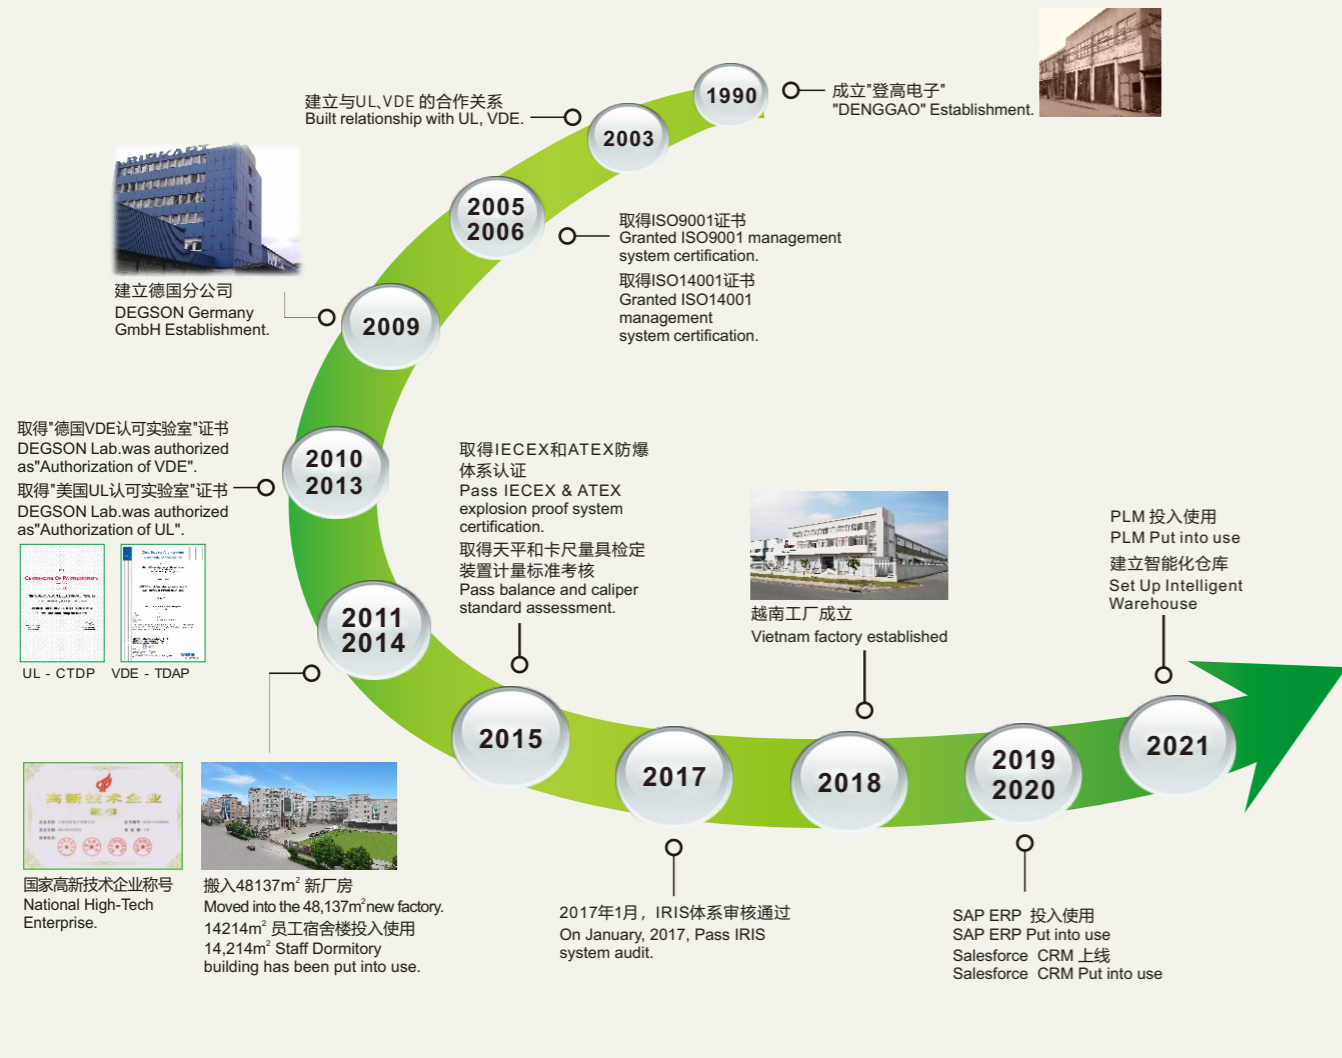 1990
成立"登高电子"
"DENGGAO" Establishment.
建立与UL、VDE 的合作关系
Built relationship with UL, VDE.
2003
2005
2006
取得ISO9001证书
Granted ISO9001 management
system certification.
取得ISO14001证书
Granted ISO14001
management
system certification.
建立德国分公司
DEGSON Germany
GmbH Establishment.
2009
取得"德国VDE认可实验室"证书
DEGSON Lab.was authorized
as"Authorization of VDE".
取得"美国UL认可实验室"证书
DEGSON Lab.was authorized
as"Authorization of UL".
2010
2013
UL - CTDP
VDE - TDAP
2011
2014
高新技术企业
证书
国家高新技术企业称号
National High-Tech
Enterprise.
搬入48137m² 新厂房
Moved into the 48,137m²new factory.
14214m² 员工宿舍楼投入使用
14,214m² Staff Dormitory
building has been put into use.
取得IECEX和ATEX防爆
体系认证
Pass IECEX & ATEX
explosion proof system
certification.
取得天平和卡尺量具检定
装置计量标准考核
Pass balance and caliper
standard assessment.
2015
2017
2017年1月，IRIS体系审核通过
On January, 2017, Pass IRIS
system audit.
越南工厂成立
Vietnam factory established
2018
2019
2020
SAP ERP 投入使用
SAP ERP Put into use
Salesforce CRM 上线
Salesforce CRM Put into use
PLM 投入使用
PLM Put into use
建立智能化仓库
Set Up Intelligent
Warehouse
2021